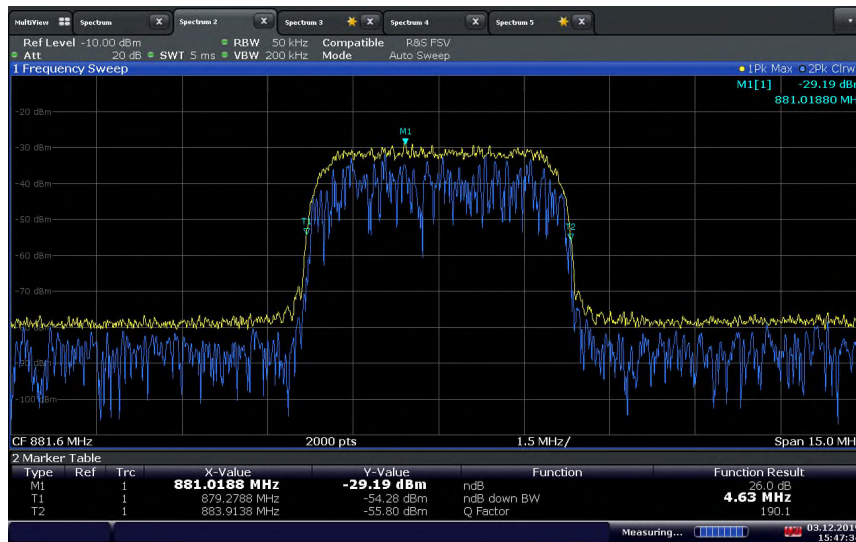 MultiView Spectrum X Spectrum 2 X Spectrum 3 X Spectrum 4 X Spectrum 5 X
Ref Level -10.00 dBm RBW 50 kHz Compatible R&S FSV
Att 20 dB SWT 5 ms VBW 200 kHz Mode Auto Sweep
1 Frequency Sweep 1Pk Max 2Pk Clrw
M1[1] -29.19 dBm
881.01880 MH
-20 dBm
M1
-30 dBm
-40 dBm
-50 dBm
T1
T2
-60 dBm
-70 dBm
-90 dBm
-100 dBm
CF 881.6 MHz 2000 pts 1.5 MHz/ Span 15.0 MH
2 Marker Table
Type Ref Trc X-Value Y-Value Function Function Result
M1 1 881.0188 MHz -29.19 dBm ndB 26.0 dB
T1 1 879.2788 MHz -54.28 dBm ndB down BW 4.63 MHz
T2 1 883.9138 MHz -55.80 dBm Q Factor 190.1
Measuring... 03.12.201
15:47:3